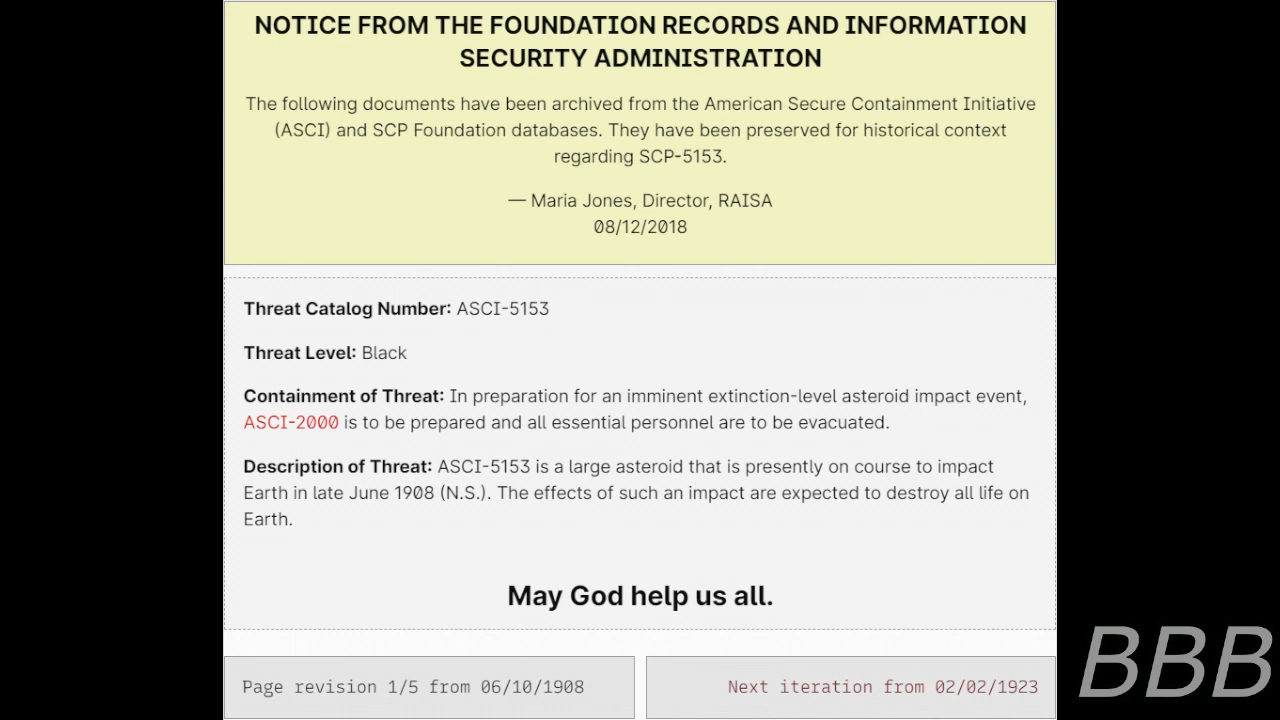 NOTICE FROM THE FOUNDATION RECORDS AND INFORMATION
SECURITY ADMINISTRATION
The following documents have been archived from the American Secure Containment Initiative
(ASCI) and SCP Foundation databases. They have been preserved for historical context
regarding SCP-5153.
— Maria Jones, Director, RAISA
08/12/2018
Threat Catalog Number: ASCI-5153
Threat Level: Black
Containment of Threat: In preparation for an imminent extinction-level asteroid impact event,
ASCI-2000 is to be prepared and all essential personnel are to be evacuated.
Description of Threat: ASCI-5153 is a large asteroid that is presently on course to impact
Earth in late June 1908 (N.S.). The effects of such an impact are expected to destroy all life on
Earth.
May God help us all.
Page revision 1/5 from 06/10/1908
Next iteration from 02/02/1923
BBB